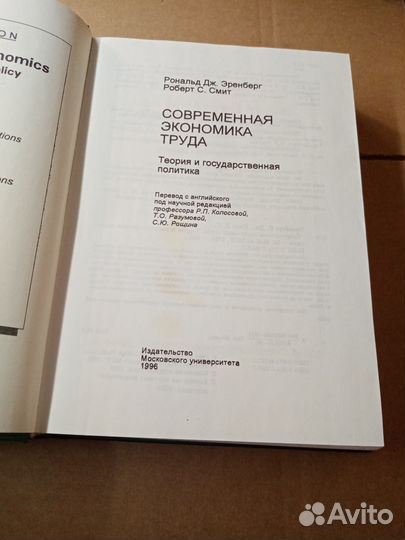 ON
nomics
licy
tions
ns
Рональд Дж. Эренберг
Роберт С. Смит
СОВРЕМЕННАЯ
ЭКОНОМИКА
ТРУДА
Теория и государственная
политика
Перевод с английского
под научной редакцией
профессора Р.П. Колосовой,
Т.О. Разумовой,
С.Ю. Рощина
Издательство
Московского университета
1996
Avito